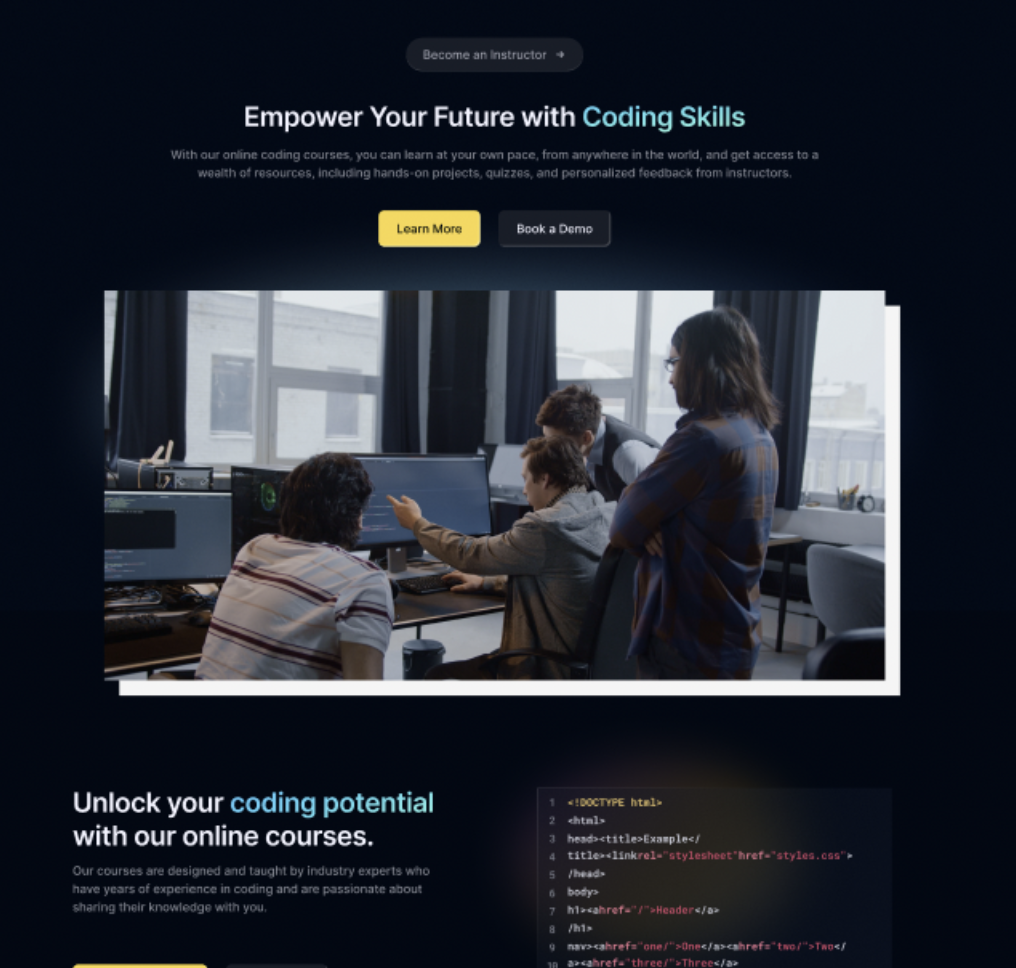 Become an Instructor →
Empower Your Future with Coding Skills
With our online coding courses, you can learn at your own pace, from anywhere in the world, and get access to a
wealth of resources, including hands-on projects, quizzes, and personalized feedback from instructors.
Learn More
Book a Demo
Unlock your coding potential
with our online courses.
Our courses are designed and taught by industry experts who
have years of experience in coding and are passionate about
sharing their knowledge with you.
1 <!DOCTYPE html>
2 <html>
3 head><title>Example</
4 title><linkrel="stylesheet"href="styles.css">
5 /head>
6 body>
7 h1><ahref="/">Header</a>
8 /h1>
9 nav><ahref="one/">One</a><ahref="two/">Two</
10 a><ahref="three/">Three</a>